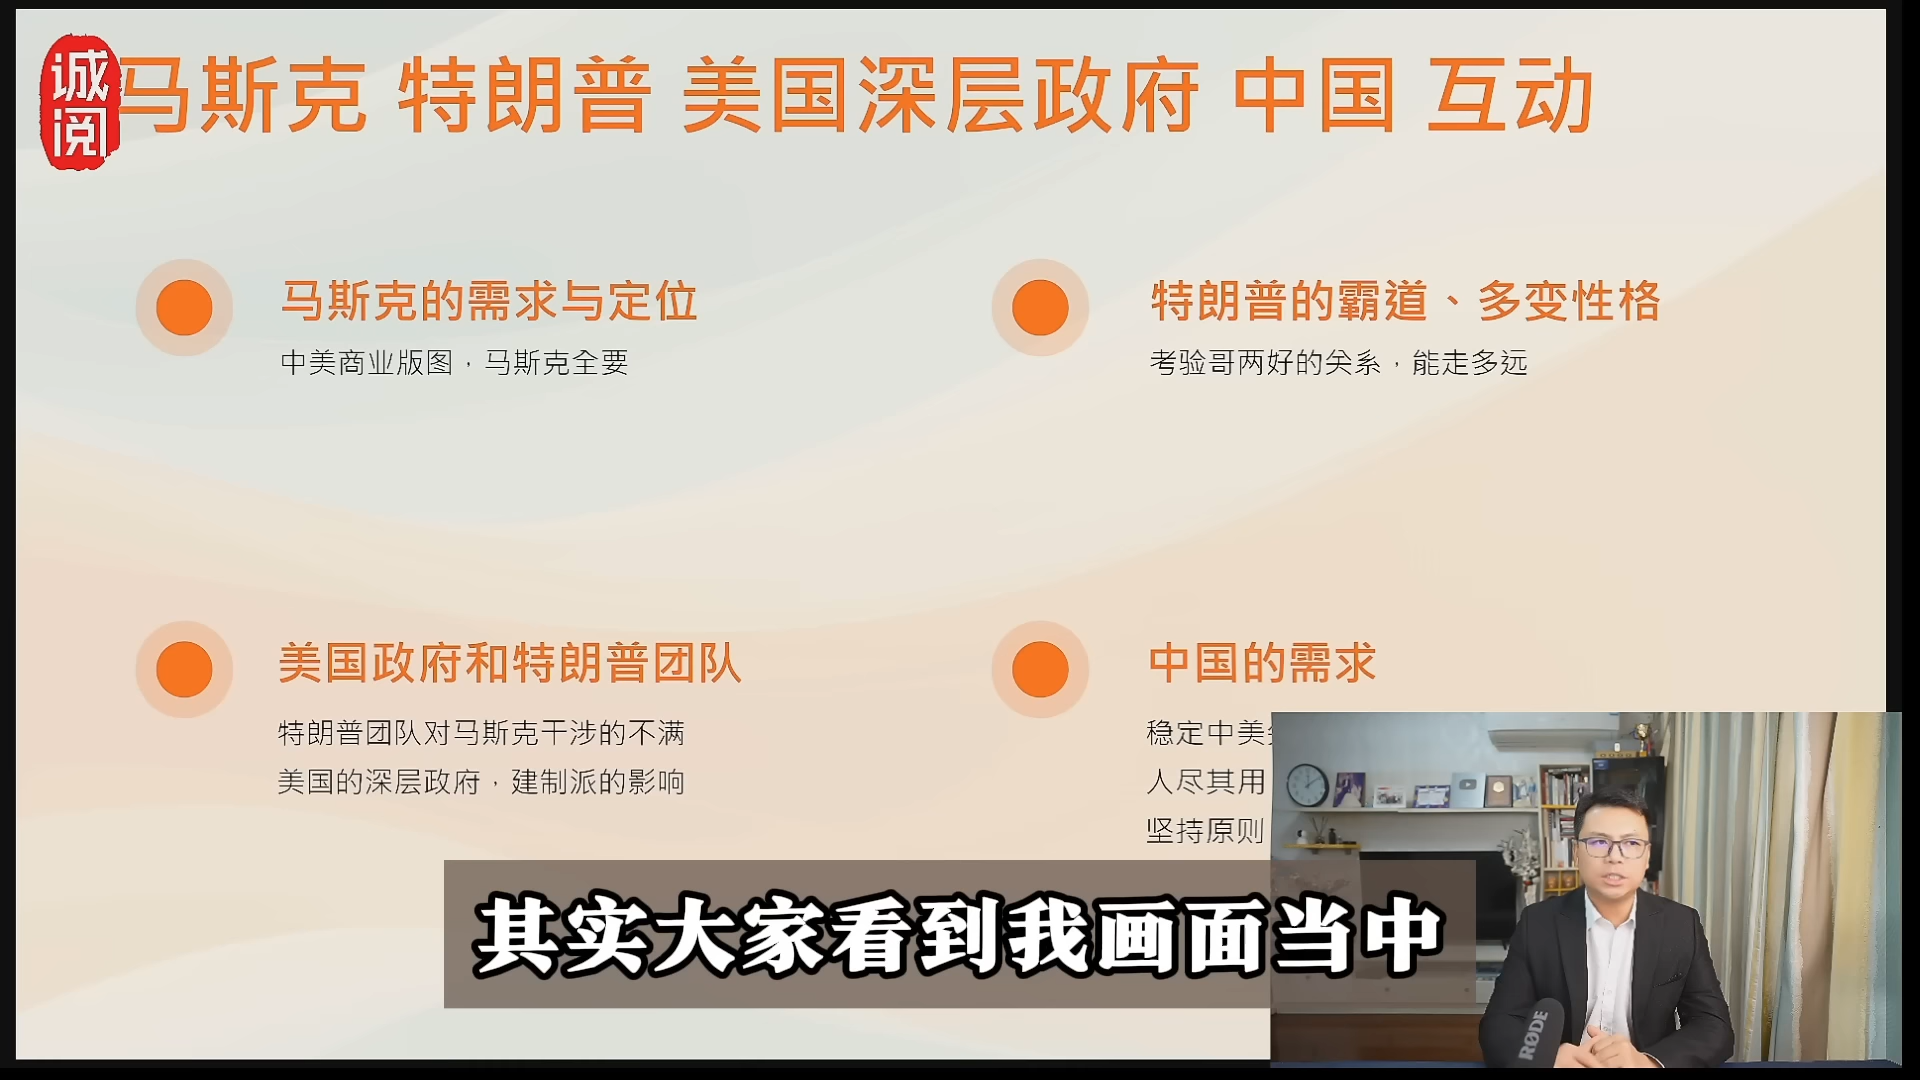 诚阅
马斯克 特朗普 美国深层政府 中国 互动
马斯克的需求与定位
中美商业版图，马斯克全要
特朗普的霸道、多变性格
考验哥两好的关系，能走多远
美国政府和特朗普团队
特朗普团队对马斯克干涉的不满
美国的深层政府，建制派的影响
中国的需求
稳定中美
人尽其用
坚持原则
其实大家看到我画面当中
RØDE